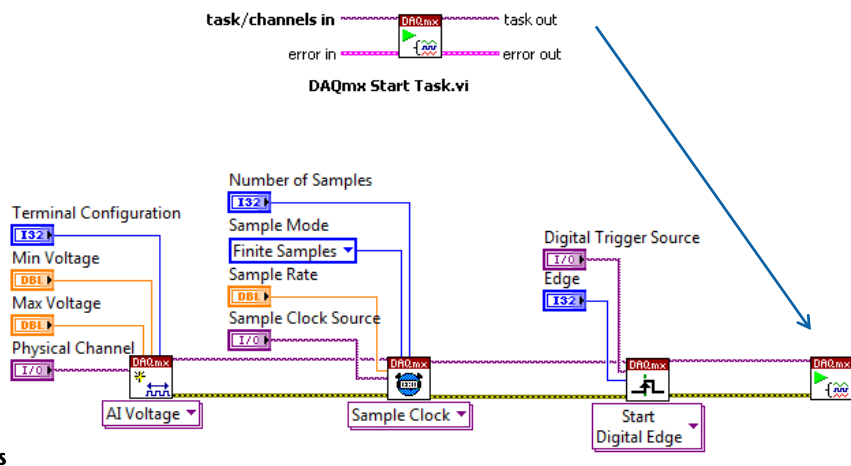 task/channels in DAQmx task out
error in error out
DAQmx Start Task.vi
Number of Samples
I32
Terminal Configuration
I32
Sample Mode
Finite Samples
Min Voltage
DBL
Sample Rate
DBL
Max Voltage
DBL
Sample Clock Source
I/O
Physical Channel
I/O
Digital Trigger Source
I/O
Edge
I32
DAQmx DAQmx DAQmx DAQmx
AI Voltage
Sample Clock
Start
Digital Edge
s